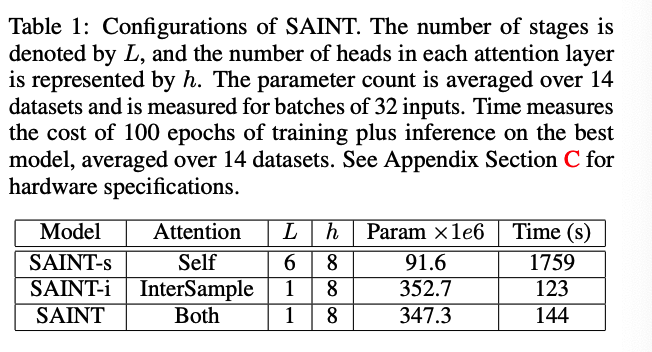 Table 1: Configurations of SAINT. The number of stages is
denoted by L, and the number of heads in each attention layer
is represented by h. The parameter count is averaged over 14
datasets and is measured for batches of 32 inputs. Time measures
the cost of 100 epochs of training plus inference on the best
model, averaged over 14 datasets. See Appendix Section C for
hardware specifications.
Model Attention L h Param ×1e6 Time (s)
SAINT-s Self 6 8 91.6 1759
SAINT-i InterSample 1 8 352.7 123
SAINT Both 1 8 347.3 144